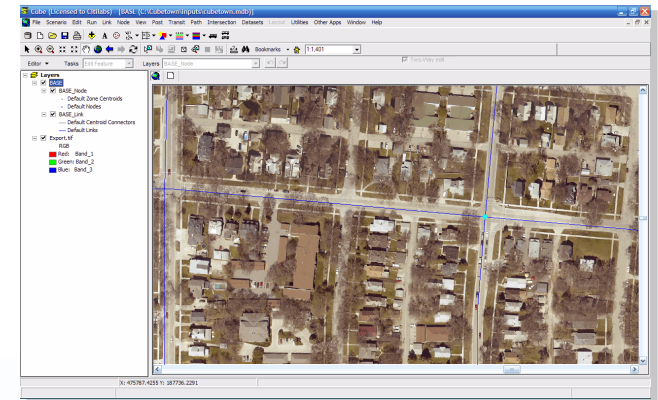 Cube (Licensed to Citilabs) - [BASE (C:\Cubetown\inputs\cubetown.mdb)]
File Scenario Edit Run Link Node View Post Transit Path Intersection Datasets Layout Utilities Other Apps Window Help
Bookmarks
1:1,401
Editor Tasks Edit Feature Layers BASE_Node Two-Way edit
Layers
BASE
BASE_Node
Default Zone Centroids
Default Nodes
BASE_Link
Default Centroid Connectors
Default Links
Export.tif
RGB
Red: Band_1
Green: Band_2
Blue: Band_3
X: 475787.4255 Y: 187736.2291